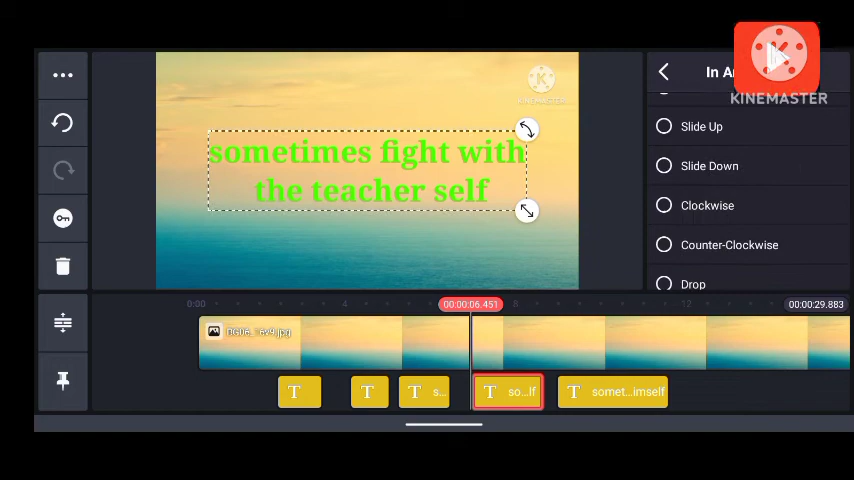 In A
KINEMASTER
KINEMASTER
Slide Up
sometimes fight with
the teacher self
Slide Down
Clockwise
Counter-Clockwise
Drop
0:00
4
00:00:06.451
8
12
00:00:29.883
T
T
T s...
T so...lf
T somet...imself